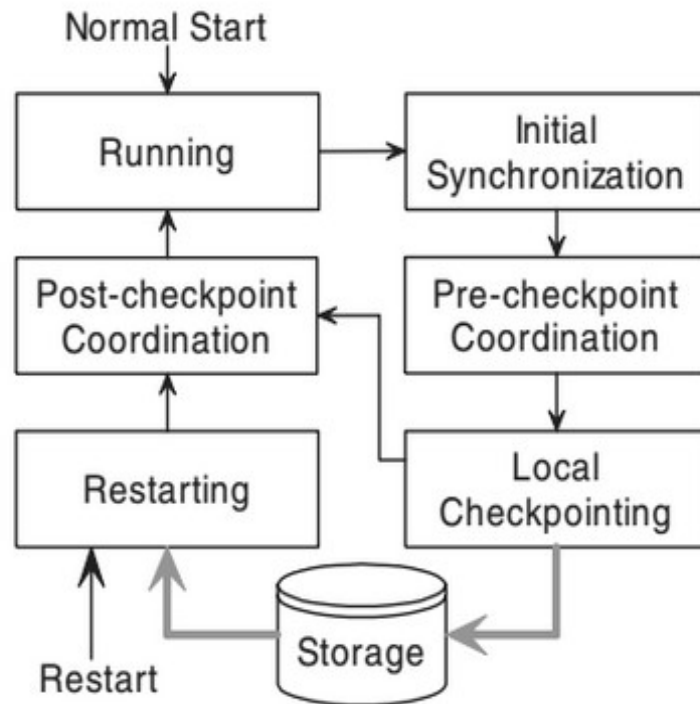 Normal Start
Running
Initial
Synchronization
Post-checkpoint
Coordination
Pre-checkpoint
Coordination
Restarting
Local
Checkpointing
Storage
Restart